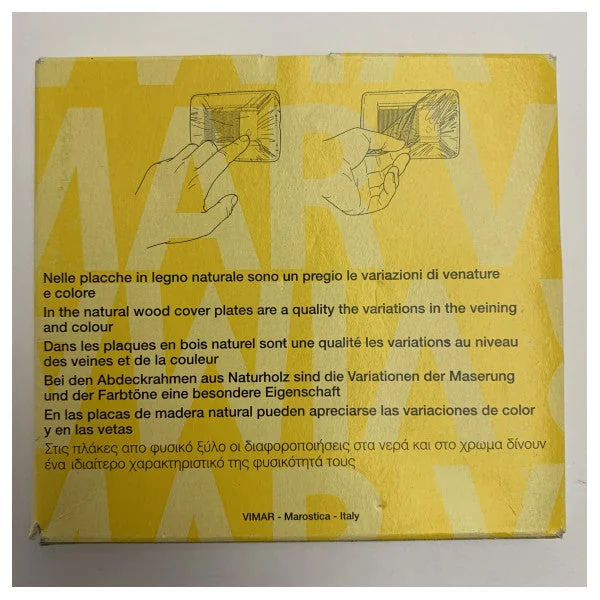 Nelle placche in legno naturale sono un pregio le variazioni di venature
e colore
In the natural wood cover plates are a quality the variations in the veining
and colour
Dans les plaques en bois naturel sont une qualité les variations au niveau
des veines et de la couleur
Bei den Abdeckrahmen aus Naturholz sind die Variationen der Maserung
und der Farbtöne eine besondere Eigenschaft
En las placas de madera natural pueden apreciarse las variaciones de color
y en las vetas
Στις πλάκες απο φυσικό ξύλο οι διαφοροποιήσεις στα νερά και στο χρωμα δίνουν
ένα ιδιαίτερο χαρακτηριστικό της φυσικότητά τους
VIMAR - Marostica - Italy